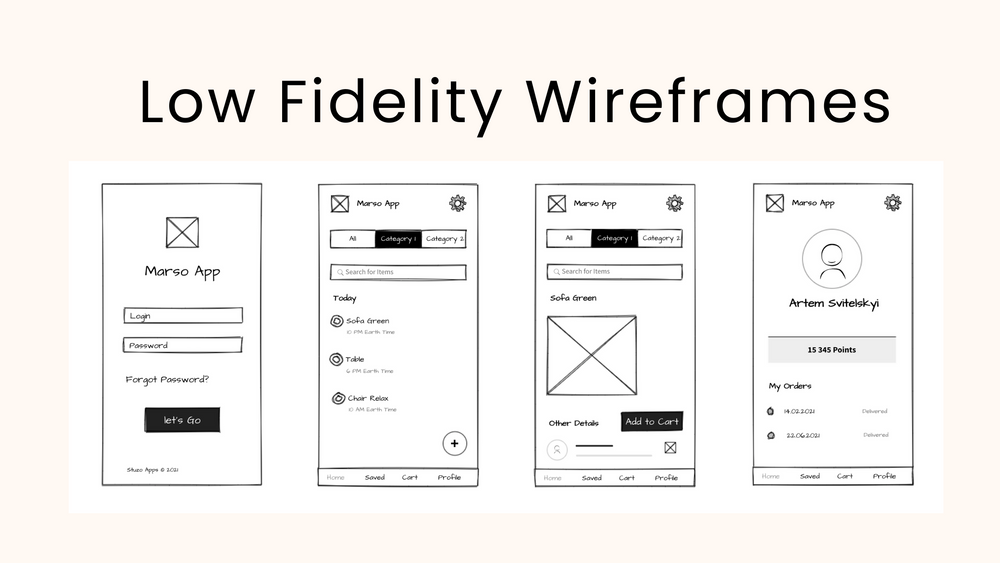 Low Fidelity Wireframes
Marso App
Login
Password
Forgot Password?
let's Go
Stuzo Apps © 2021
Marso App
All
Category 1
Category 2
Search for Items
Today
Sofa Green
10 PM Earth Time
Table
6 PM Earth Time
Chair Relax
10 AM Earth Time
+
Home Saved Cart Profile
Marso App
All
Category 1
Category 2
Search for Items
Sofa Green
Other Details
Add to Cart
Home Saved Cart Profile
Marso App
Artem Svitelskyi
15 345 Points
My Orders
14.02.2021 Delivered
22.06.2021 Delivered
Home Saved Cart Profile